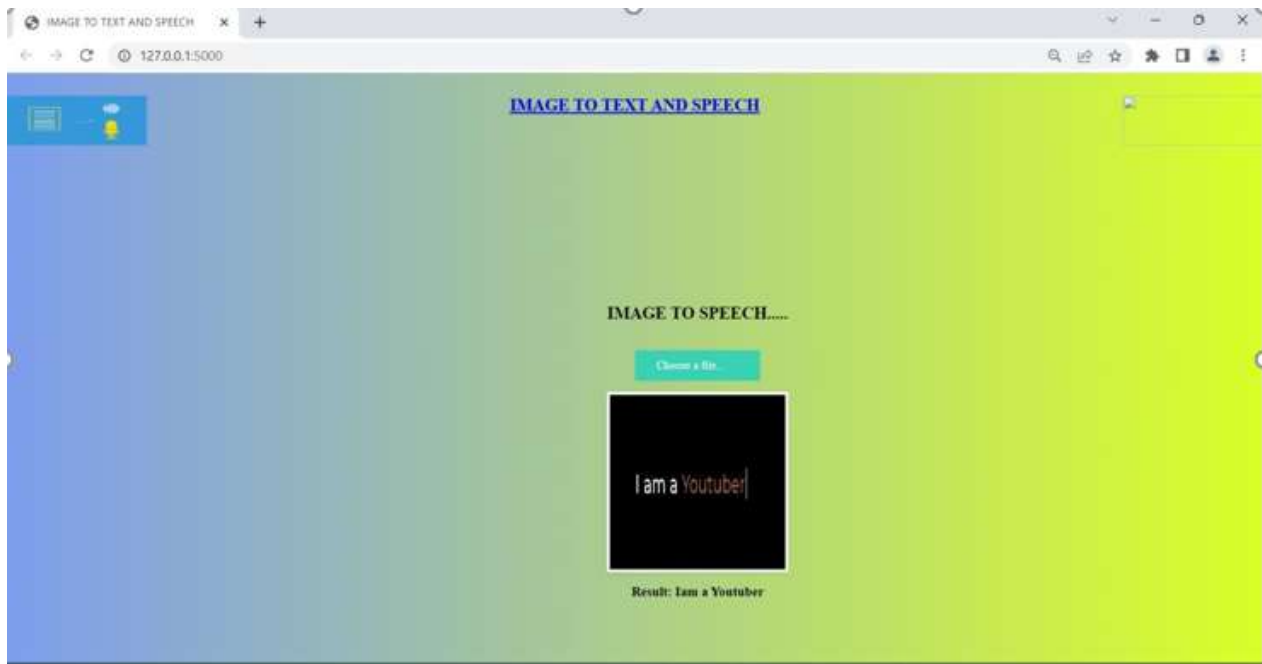 IMAGE TO TEXT AND SPEECH
127.0.0.1:5000
IMAGE TO TEXT AND SPEECH
IMAGE TO SPEECH.....
Choose a file...
I am a Youtuber
Result: Iam a Youtuber